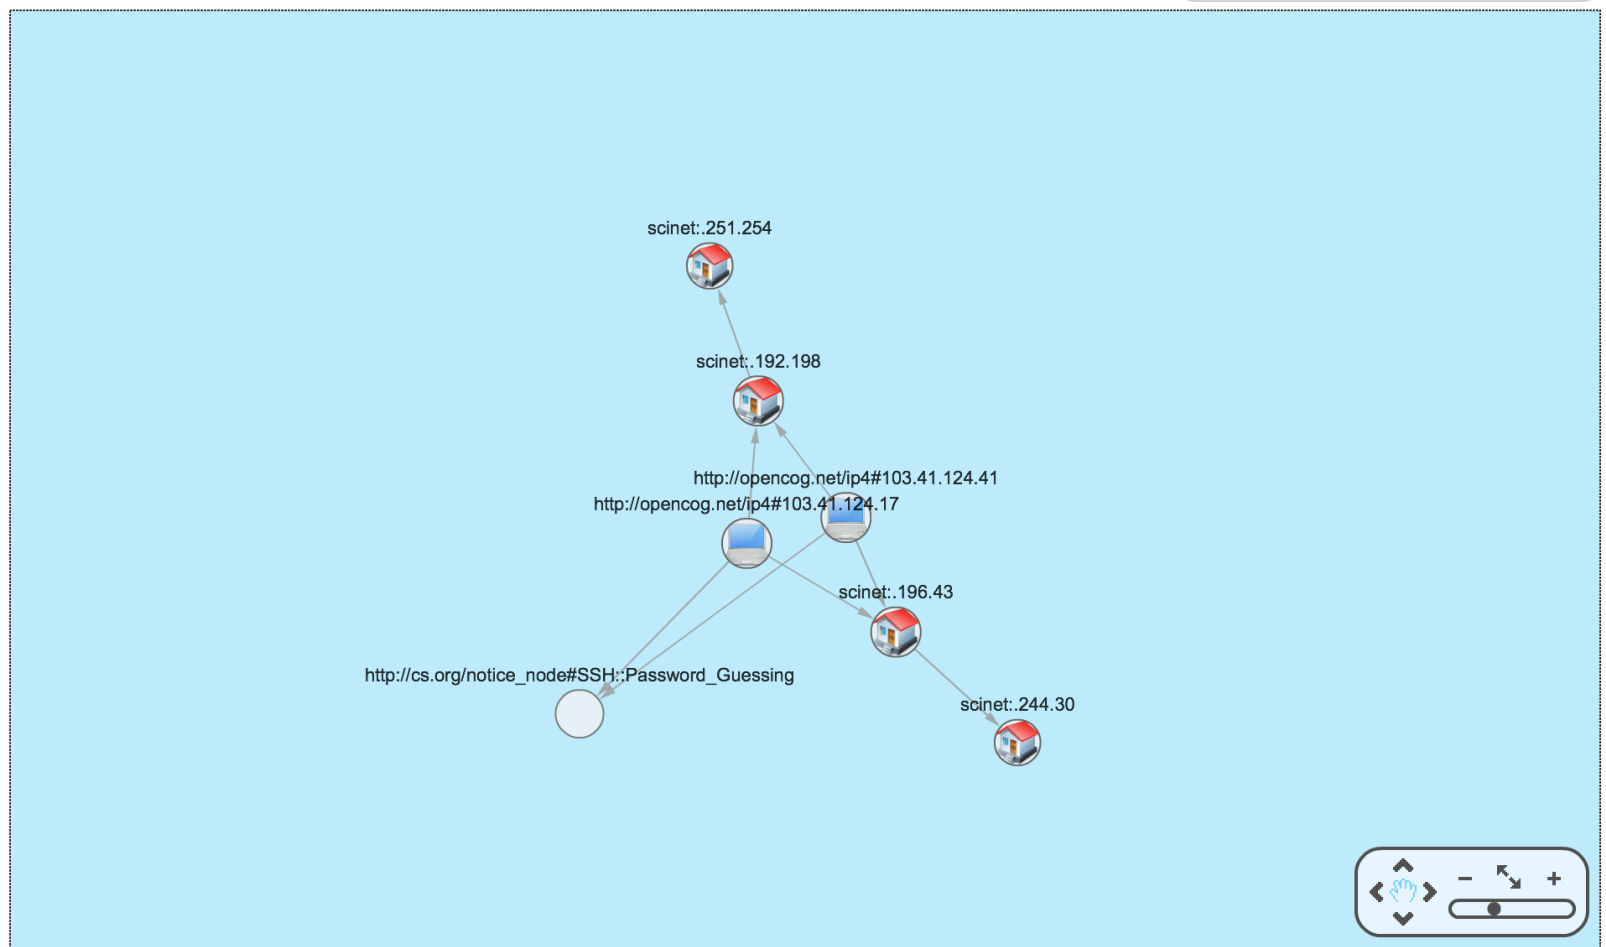 scinet:.251.254
scinet:.192.198
http://opencog.net/ip4#103.41.124.41
http://opencog.net/ip4#103.41.124.17
scinet:.196.43
http://cs.org/notice_node#SSH::Password_Guessing
scinet:.244.30